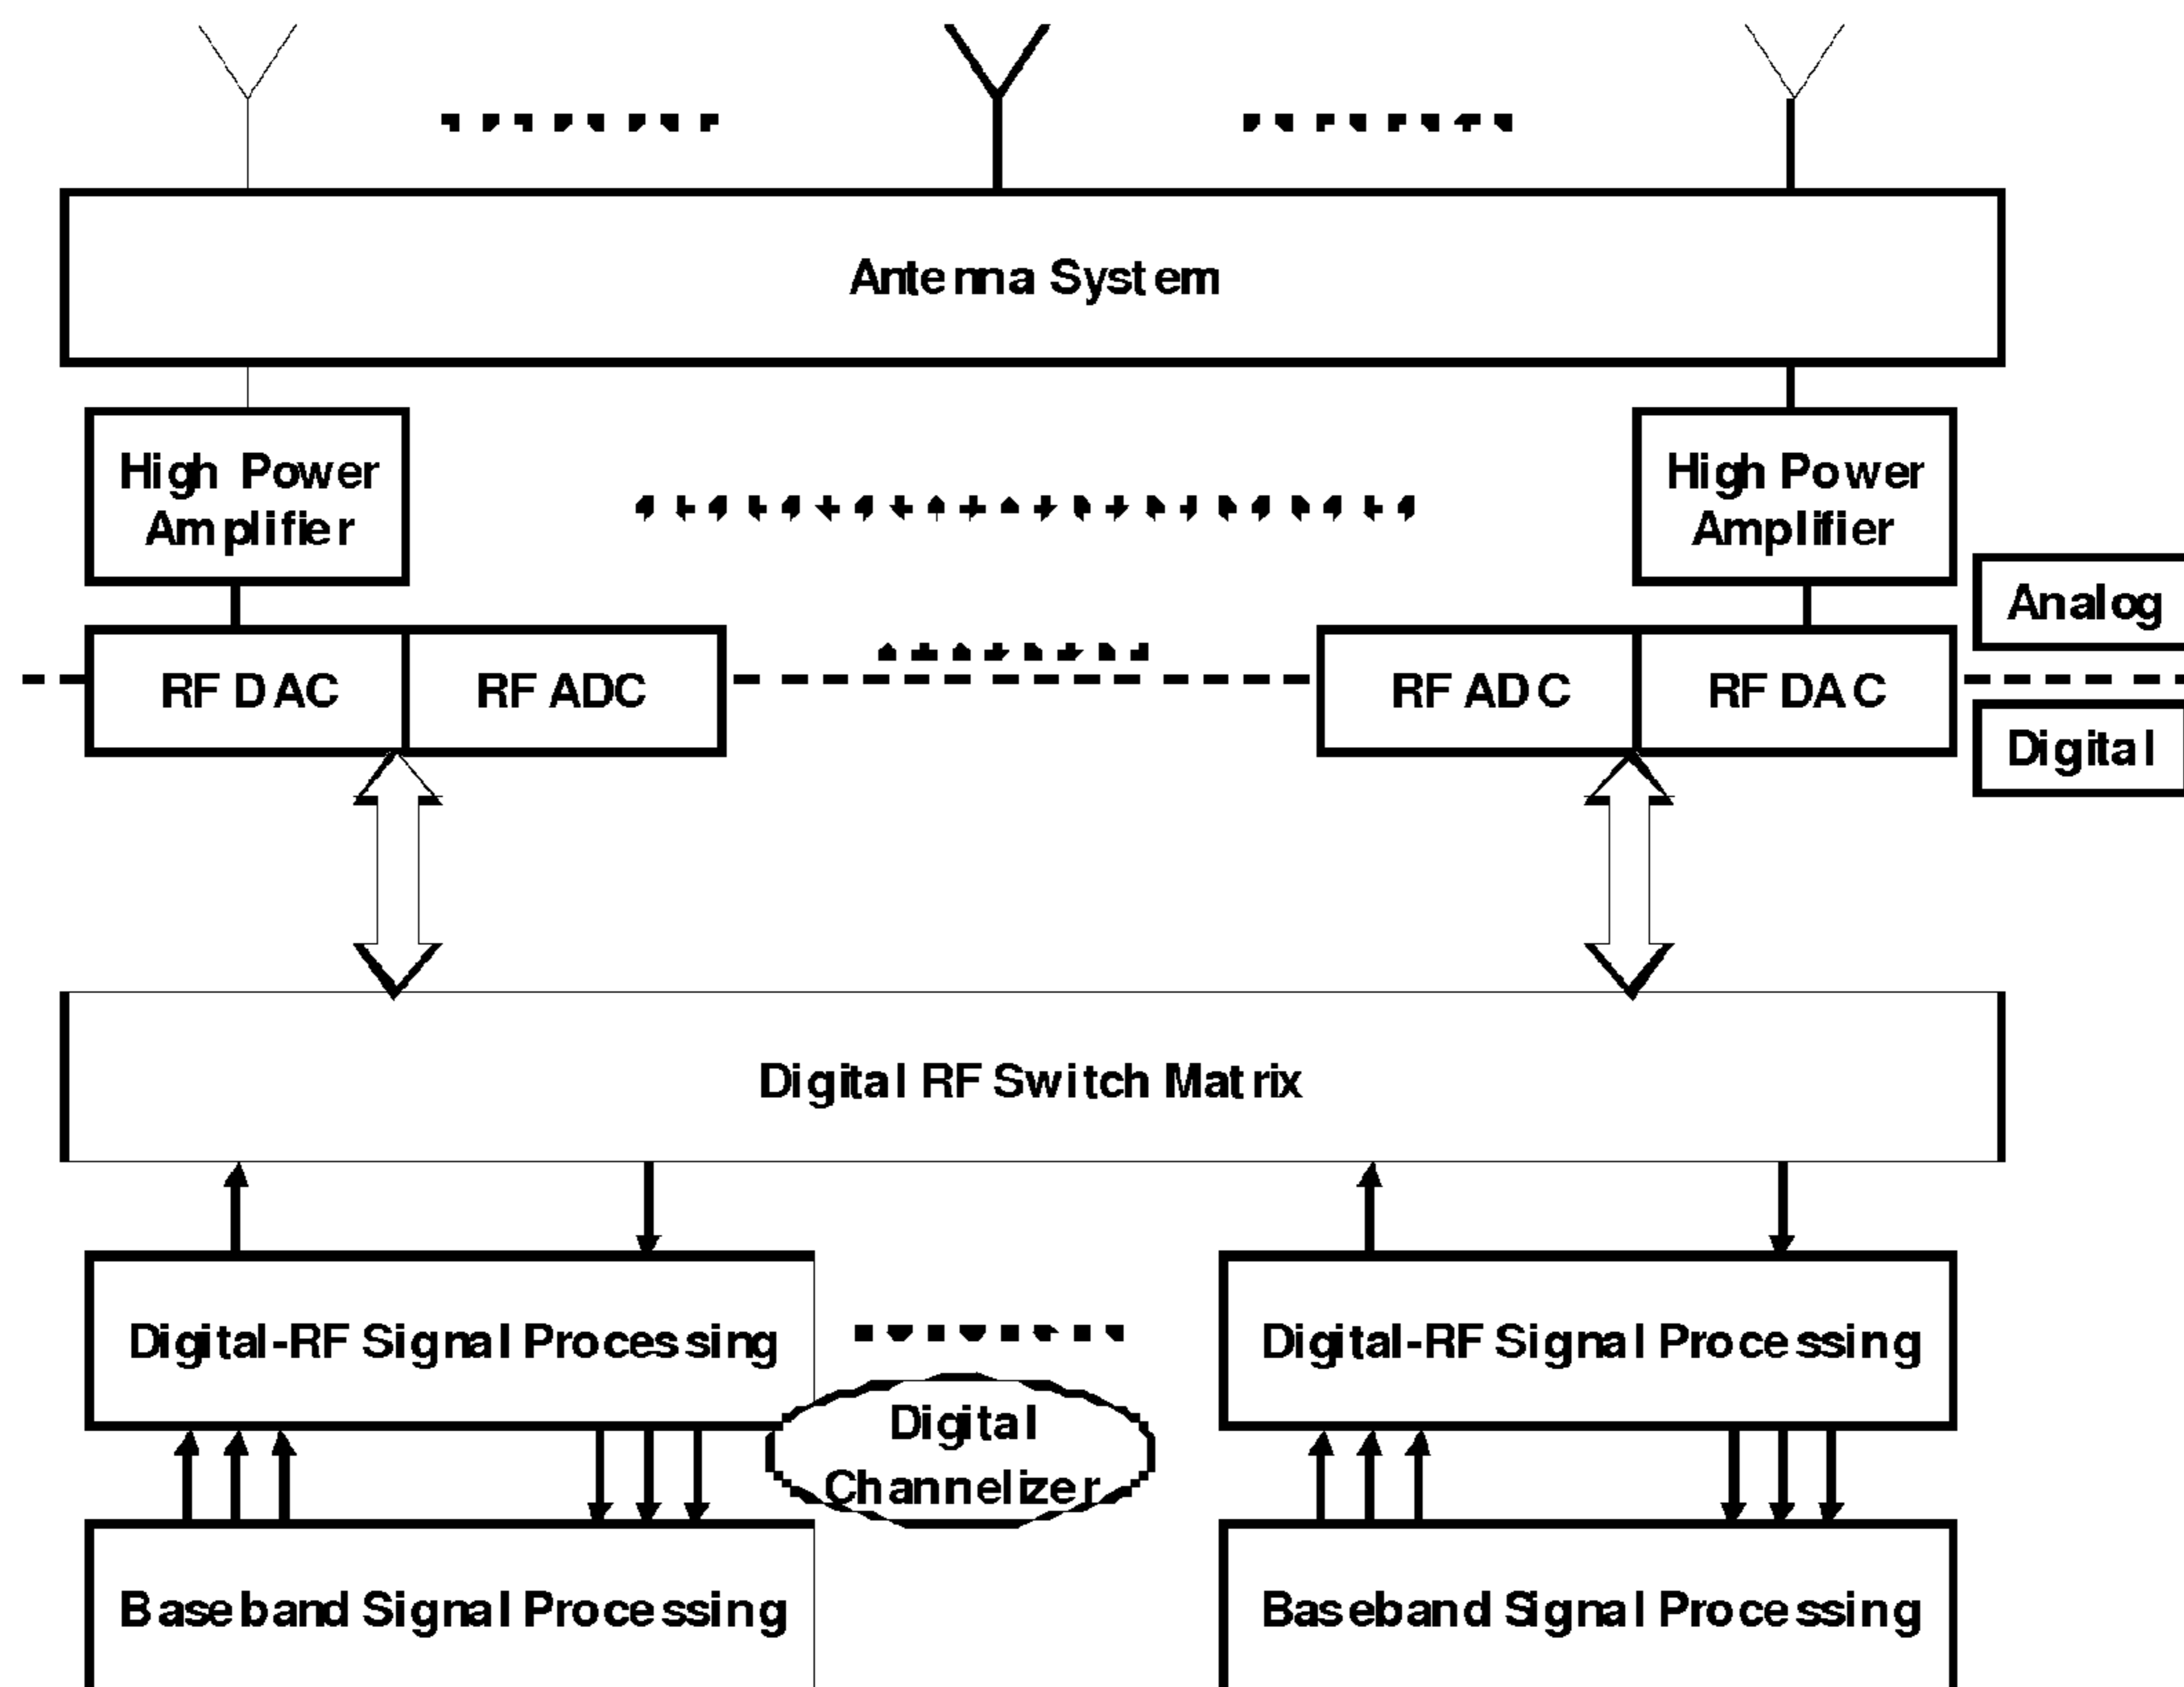 Antenna System
High Power
Amplifier
High Power
Amplifier
Analog
RF DAC
RF ADC
RF ADC
RF DAC
Digital
Digital RF Switch Matrix
Digital-RF Signal Processing
Digital-RF Signal Processing
Digital
Channelizer
Baseband Signal Processing
Baseband Signal Processing